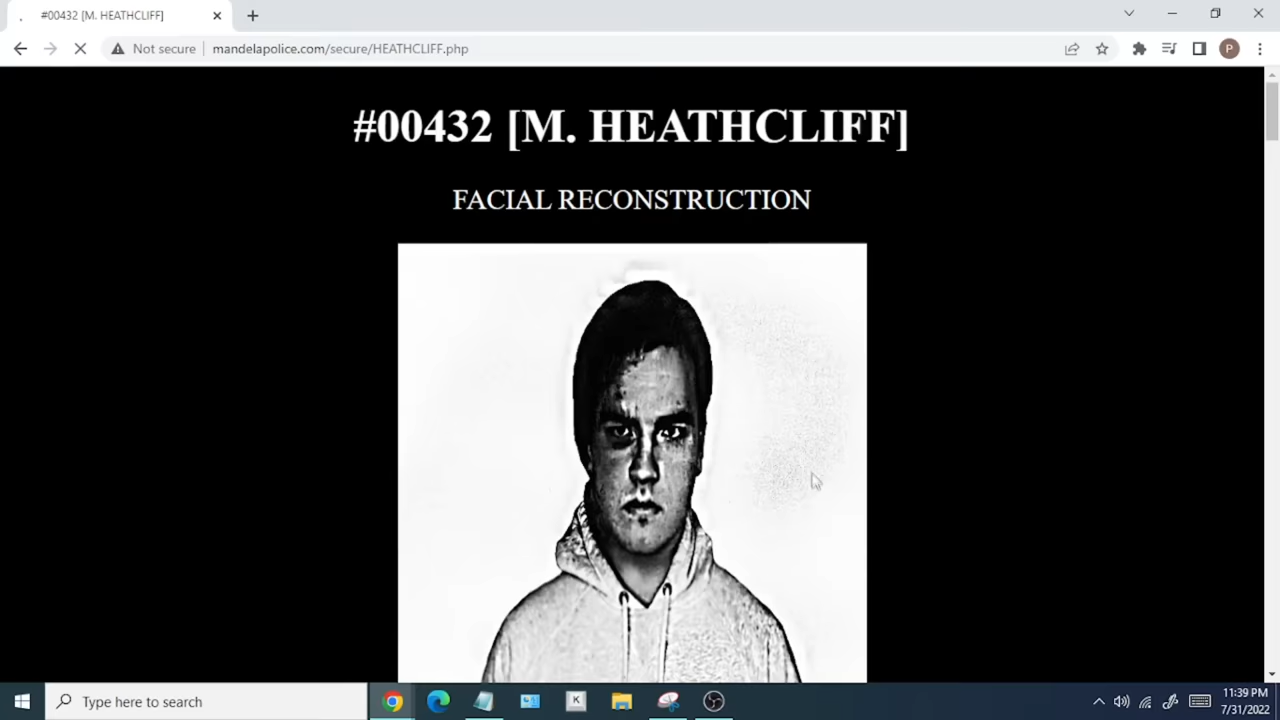 #00432 [M. HEATHCLIFF]
Not secure
mandelapolice.com/secure/HEATHCLIFF.php
P
#00432 [M. HEATHCLIFF]
FACIAL RECONSTRUCTION
Type here to search
K
11:39 PM
7/31/2022